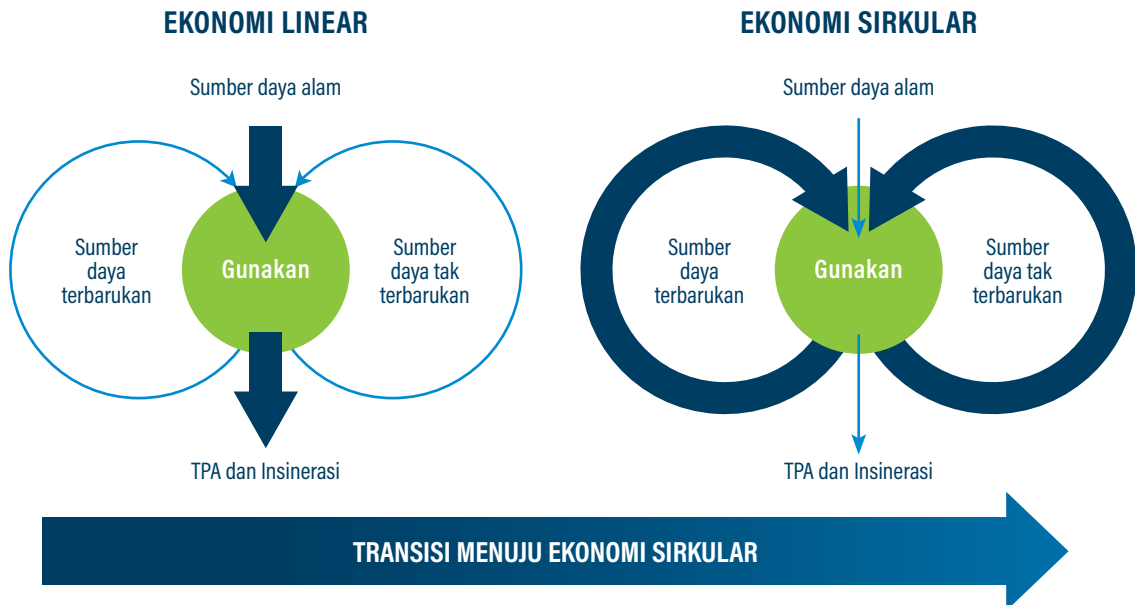 EKONOMI LINEAR
Sumber daya alam
Sumber
daya
terbarukan
Gunakan
Sumber
daya tak
terbarukan
TPA dan Insinerasi
EKONOMI SIRKULAR
Sumber daya alam
Sumber
daya
terbarukan
Gunakan
Sumber
daya tak
terbarukan
TPA dan Insinerasi
TRANSISI MENUJU EKONOMI SIRKULAR